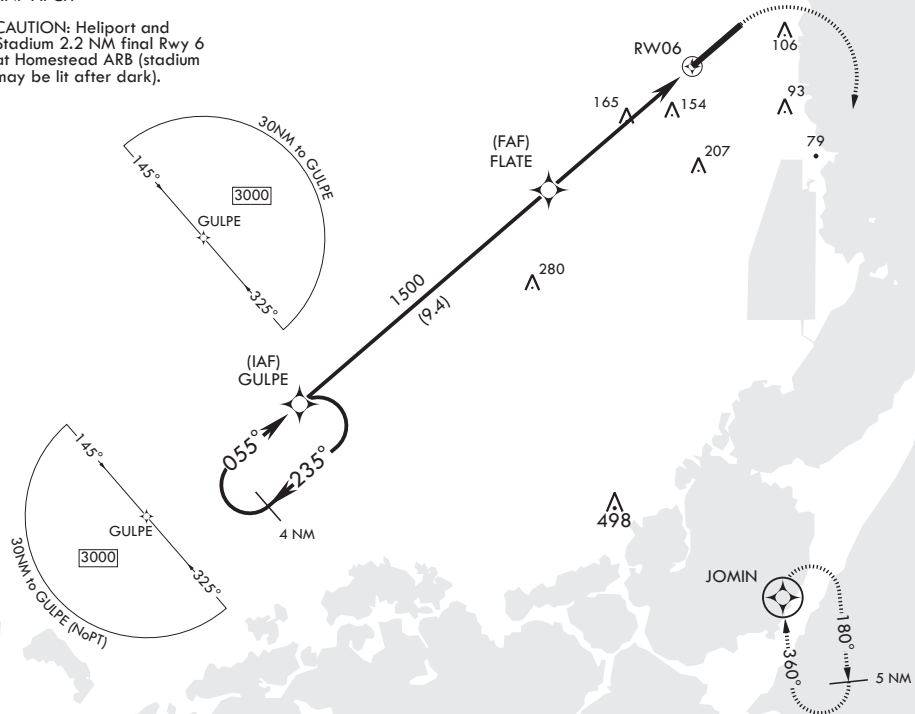 CAUTION: Heliport and
Stadium 2.2 NM final Rwy 6
at Homestead ARB (stadium
may be lit after dark).
106
RW06
165
154
93
(FAF)
FLATE
207
79
30NM to GULPE
145°
3000
GULPE
325°
280
1500
(9.4)
(IAF)
GULPE
055°
235°
4 NM
145°
GULPE
3000
325°
30NM to GULPE (NoPT)
498
JOMIN
180°
360°
5 NM